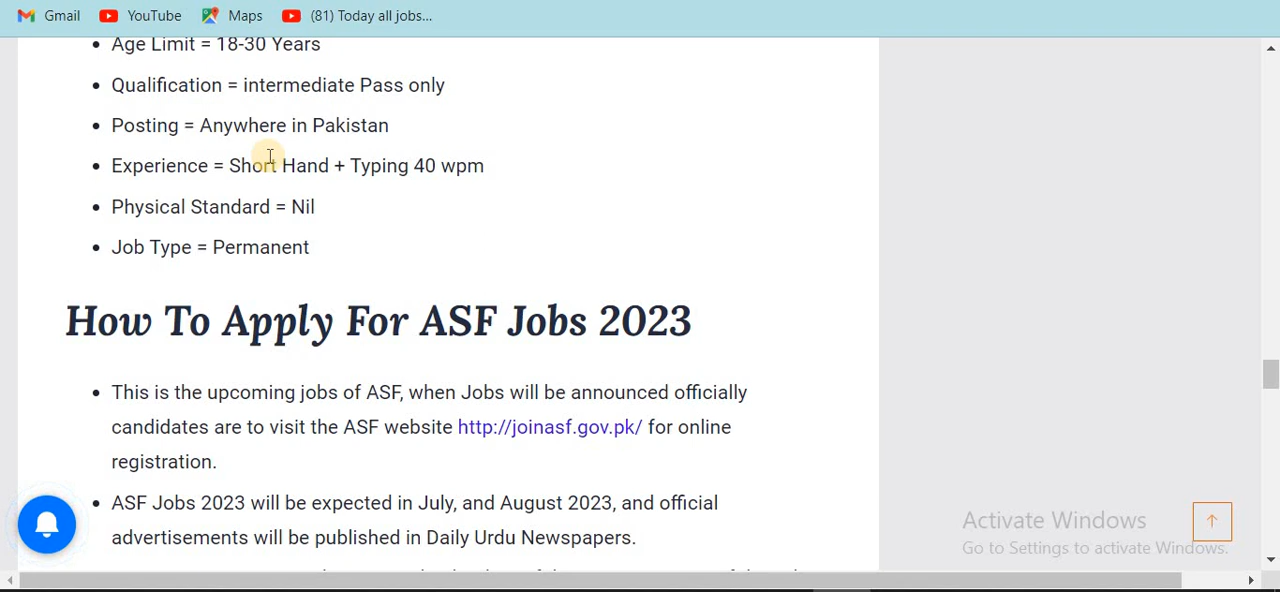 Gmail YouTube Maps (81) Today all jobs...
Age Limit = 18-30 Years
Qualification = intermediate Pass only
Posting = Anywhere in Pakistan
Experience = Short Hand + Typing 40 wpm
Physical Standard = Nil
Job Type = Permanent
How To Apply For ASF Jobs 2023
This is the upcoming jobs of ASF, when Jobs will be announced officially
candidates are to visit the ASF website http://joinasf.gov.pk/ for online
registration.
ASF Jobs 2023 will be expected in July, and August 2023, and official
advertisements will be published in Daily Urdu Newspapers.
Activate Windows
Go to Settings to activate Windows.